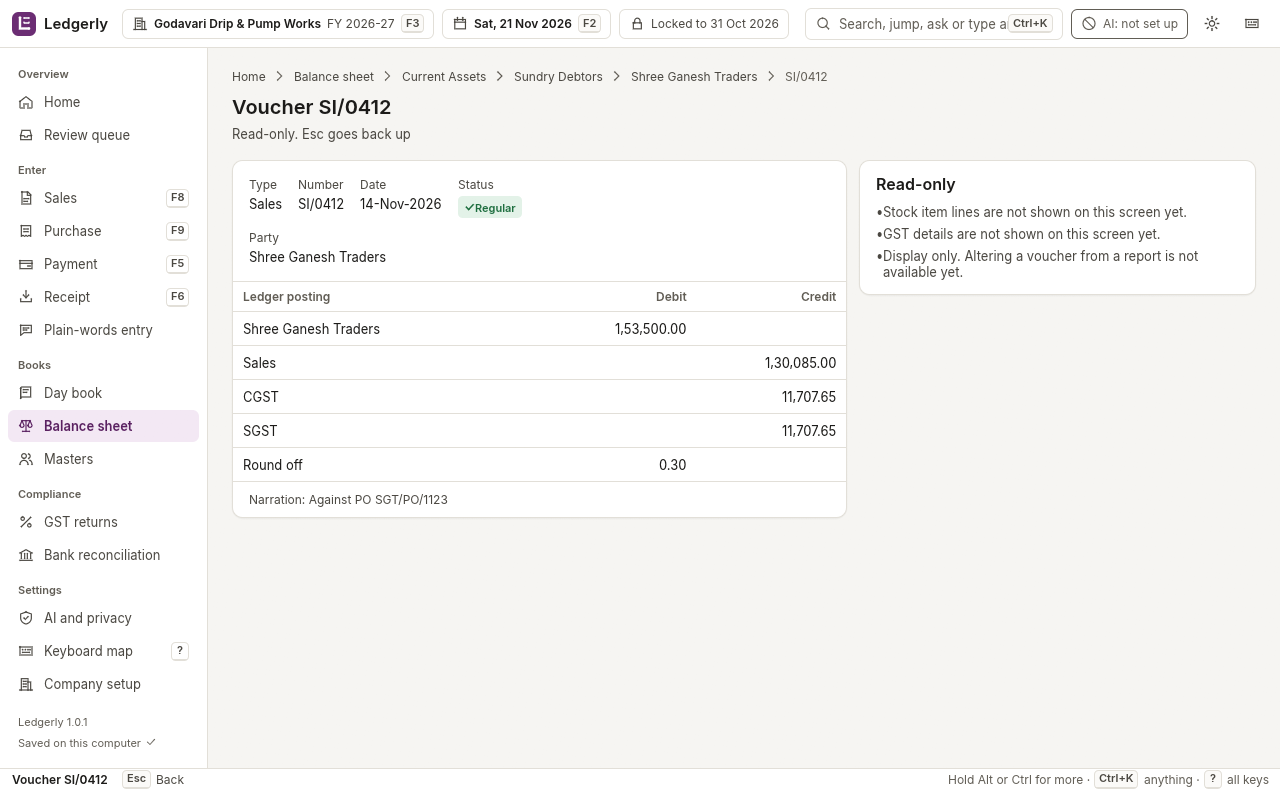 Ledgerly
Godavari Drip & Pump Works FY 2026-27 F3
Sat, 21 Nov 2026 F2
Locked to 31 Oct 2026
Search, jump, ask or type a Ctrl+K
AI: not set up
Overview
Home
Review queue
Enter
Sales F8
Purchase F9
Payment F5
Receipt F6
Plain-words entry
Books
Day book
Balance sheet
Masters
Compliance
GST returns
Bank reconciliation
Settings
AI and privacy
Keyboard map ?
Company setup
Ledgerly 1.0.1
Saved on this computer
Home > Balance sheet > Current Assets > Sundry Debtors > Shree Ganesh Traders > SI/0412
Voucher SI/0412
Read-only. Esc goes back up
Type Number Date Status
Sales SI/0412 14-Nov-2026 Regular
Party
Shree Ganesh Traders
Ledger posting Debit Credit
Shree Ganesh Traders 1,53,500.00
Sales 1,30,085.00
CGST 11,707.65
SGST 11,707.65
Round off 0.30
Narration: Against PO SGT/PO/1123
Read-only
•Stock item lines are not shown on this screen yet.
•GST details are not shown on this screen yet.
•Display only. Altering a voucher from a report is not
available yet.
Voucher SI/0412 Esc Back
Hold Alt or Ctrl for more · Ctrl+K anything · ? all keys